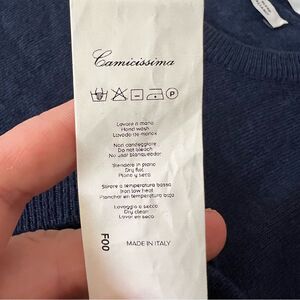 Camicissima
P
Lavare a mano
Hand wash
Lavado de manox
Non candeggiare
Do not bleach
No usar blanqueador
Stendere in piano
Dry flat
Plano y seco
Stirare a temperatura bassa
Iron low heat
Planchar en temperatura baja
Lavaggio a secco
Dry clean
Lavar en seco
F00
MADE IN ITALY